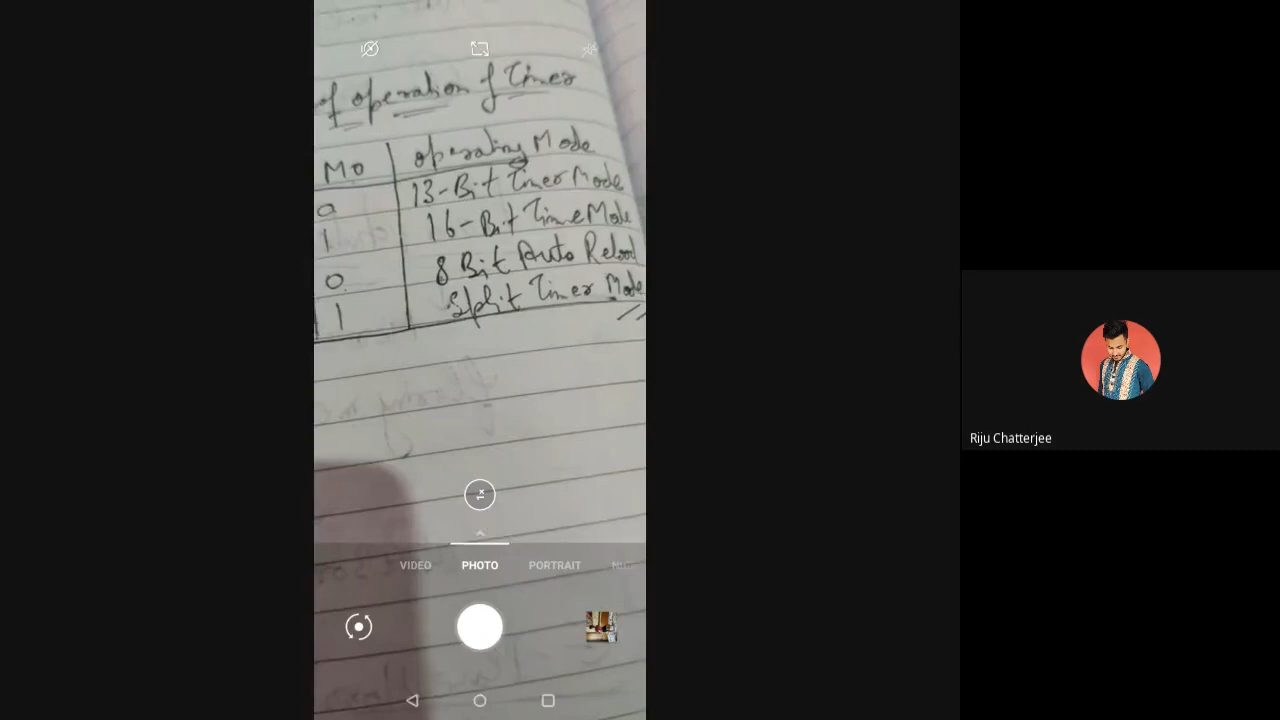 of operation of Timer
M0 operating Mode
0 13-Bit Timer Mode
1 16-Bit Time Mode
0 8 Bit Auto Reload
1 Split Timer Mode
VIDEO PHOTO PORTRAIT
Riju Chatterjee